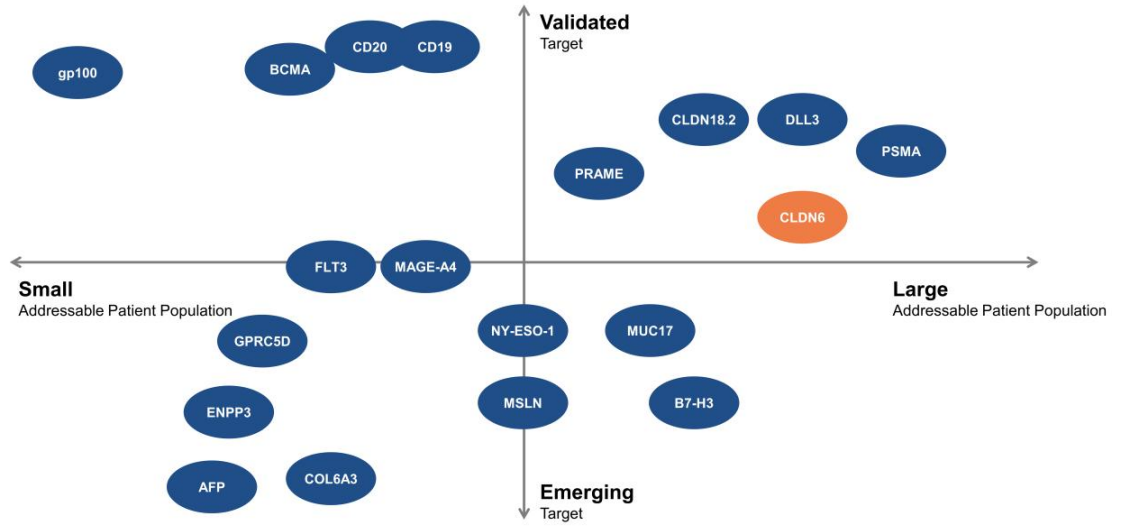 Validated
Target
CD20
CD19
BCMA
gp100
CLDN18.2
DLL3
PSMA
PRAME
CLDN6
FLT3
MAGE-A4
Small
Addressable Patient Population
Large
Addressable Patient Population
NY-ESO-1
MUC17
GPRC5D
MSLN
B7-H3
ENPP3
COL6A3
AFP
Emerging
Target